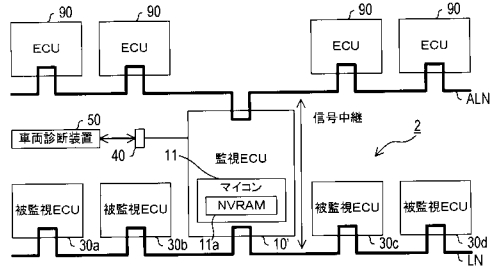 90 90 90 90
ECU ECU ECU ECU
ALN
50
車両診断装置
40
信号中継
2
監視ECU
11
マイコン
NVRAM
11a
被監視ECU 被監視ECU 被監視ECU 被監視ECU
30a 30b 10' 30c 30d
LN